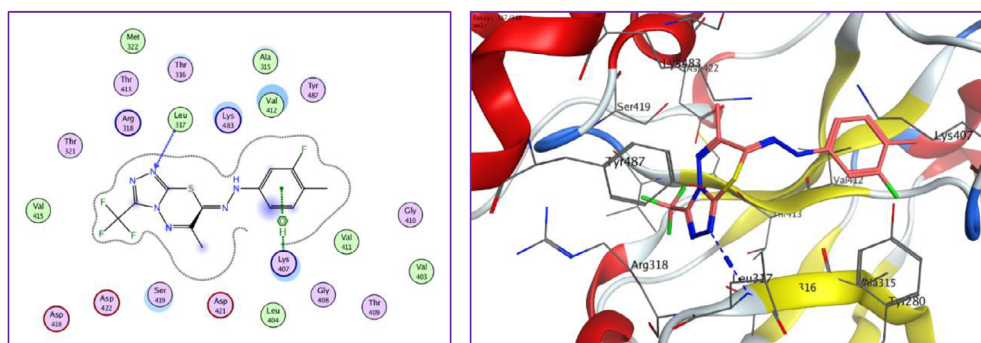 Met
322
Thr
316
Ala
315
Thr
413
Tyr
487
Val
412
Arg
318
Leu
317
Lys
483
Thr
321
F
H
N
N
N
S
N
N
N
N
F
F
F
Gly
410
Val
415
H
Val
411
Lys
407
Val
403
Asp
422
Ser
419
Asp
421
Gly
408
Asp
418
Leu
404
Thr
409
Lys483
Ser419
Lys407
Tyr487
Val412
Arg318
Leu317
316
Ala315
Tyr280